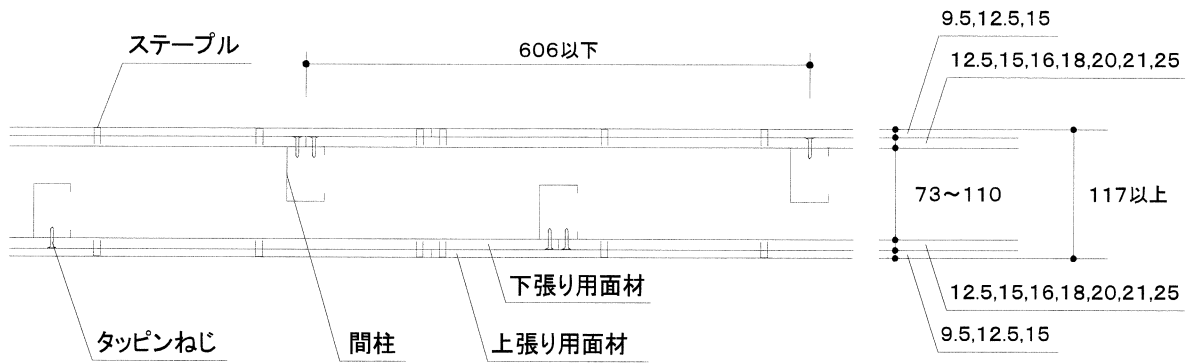 ステープル
606以下
9.5,12.5,15
12.5,15,16,18,20,21,25
73～110
117以上
下張り用面材
12.5,15,16,18,20,21,25
タッピンねじ
間柱
上張り用面材
9.5,12.5,15